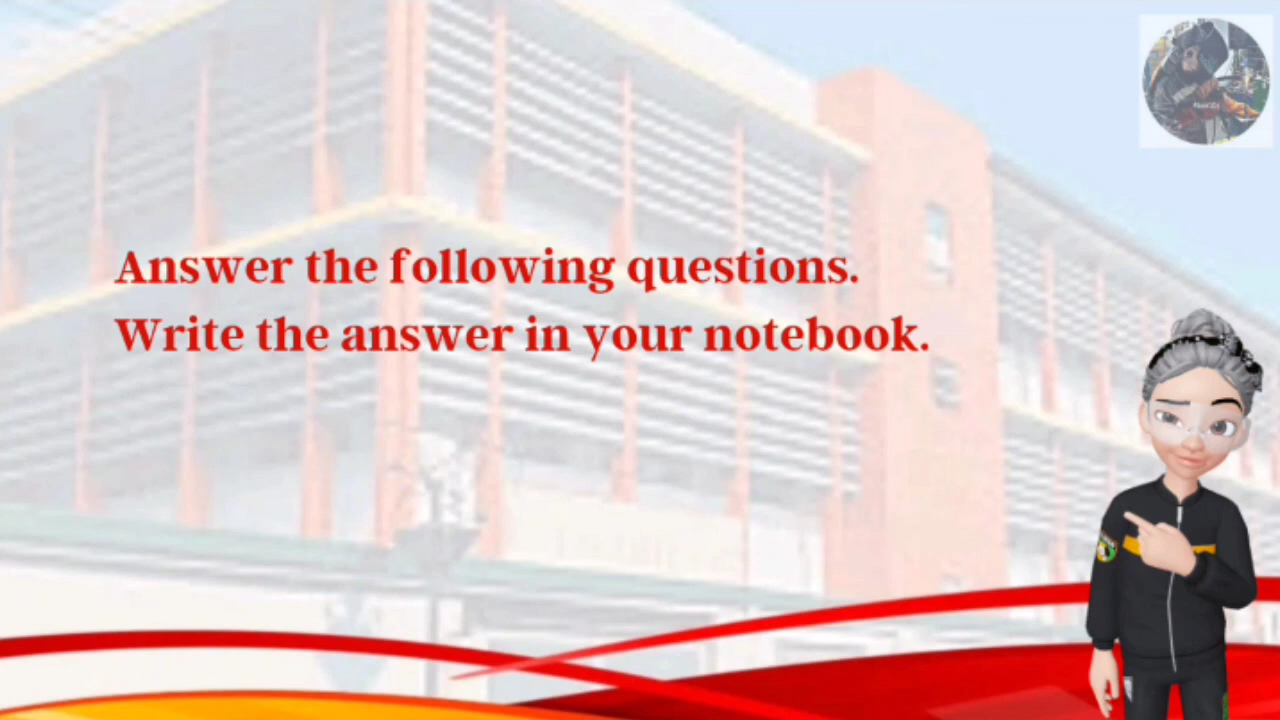 Answer the following questions.
Write the answer in your notebook.